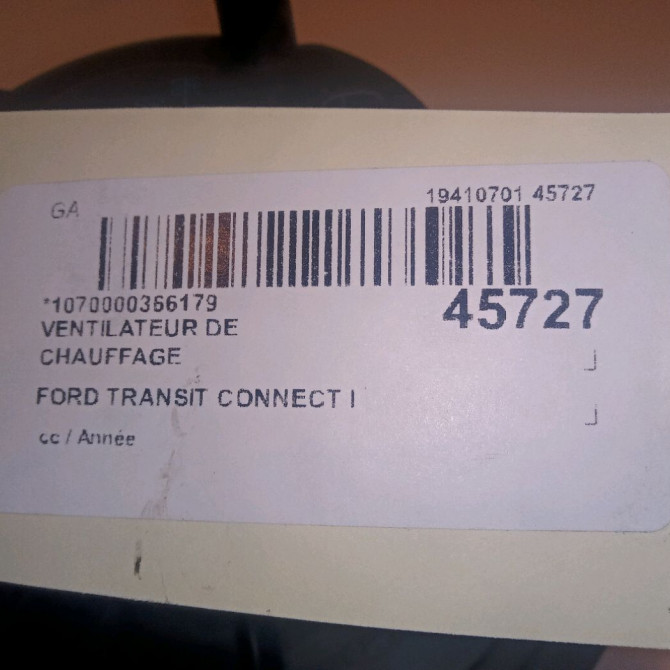 GA
19410701 45727
*1070000366179
45727
VENTILATEUR DE
CHAUFFAGE
FORD TRANSIT CONNECT I
cc / Année